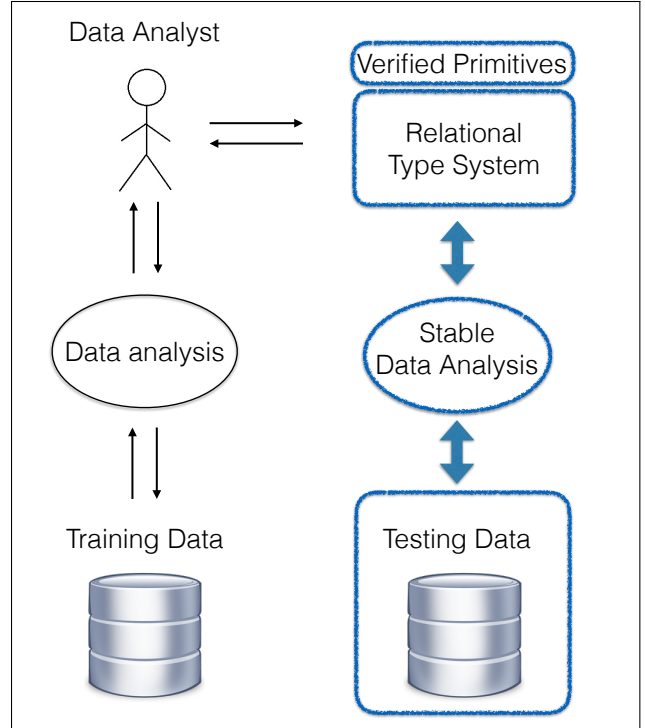 Data Analyst
Verified Primitives
Relational
Type System
Data analysis
Stable
Data Analysis
Training Data
Testing Data